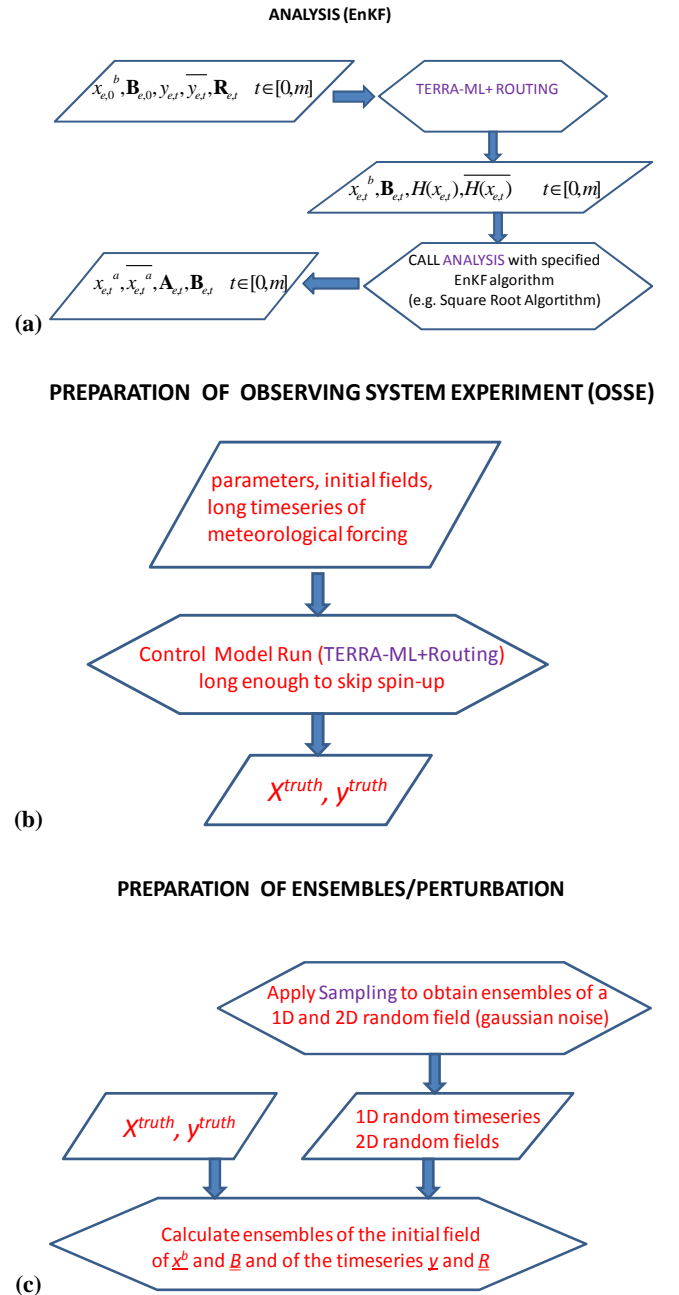 ANALYSIS (EnKF)
x_{e,0}^b, B_{e,0}, y_{e,t}, \overline{y_{e,t}}, R_{e,t} t∈[0,m]
TERRA-ML+ ROUTING
x_{e,t}^b, B_{e,t}, H(x_{e,t}), \overline{H(x_{e,t})} t∈[0,m]
CALL ANALYSIS with specified
EnKF algorithm
(e.g. Square Root Algortithm)
x_{e,t}^a, \overline{x_{e,t}^a}, A_{e,t}, B_{e,t} t∈[0,m]
(a)
PREPARATION OF OBSERVING SYSTEM EXPERIMENT (OSSE)
parameters, initial fields,
long timeseries of
meteorological forcing
Control Model Run (TERRA-ML+Routing)
long enough to skip spin-up
X^{truth}, y^{truth}
(b)
PREPARATION OF ENSEMBLES/PERTURBATION
Apply Sampling to obtain ensembles of a
1D and 2D random field (gaussian noise)
X^{truth}, y^{truth}
1D random timeseries
2D random fields
Calculate ensembles of the initial field
of x^b and B and of the timeseries y and R
(c)